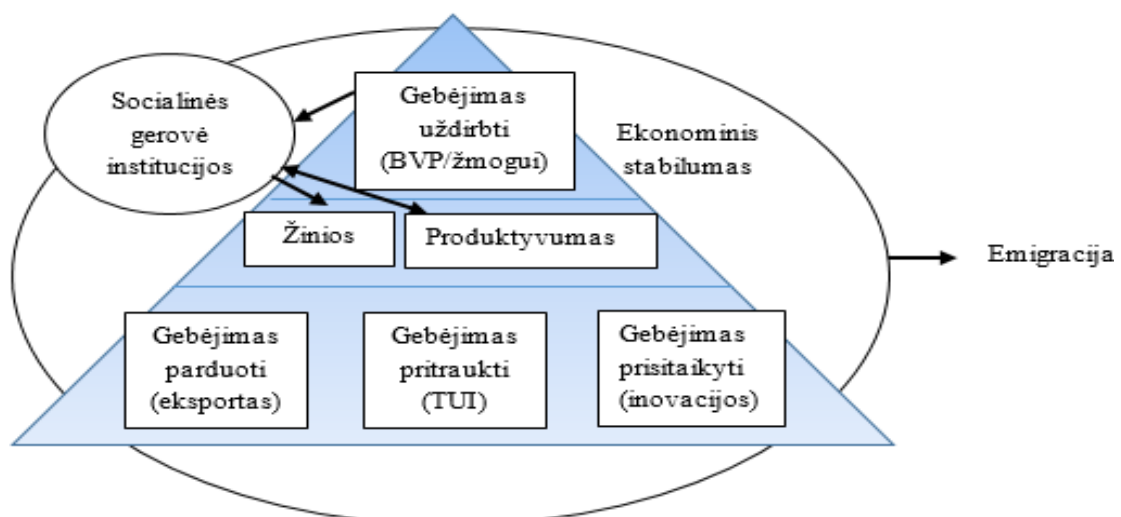 Socialinės
gerovė
institucijos
Gebėjimas
uždirbti
(BVP/žmogui)
Ekonominis
stabilumas
Žinios
Produktyvumas
Emigracija
Gebėjimas
parduoti
(eksportas)
Gebėjimas
pritraukti
(TUI)
Gebėjimas
prisitaikyti
(inovacijos)